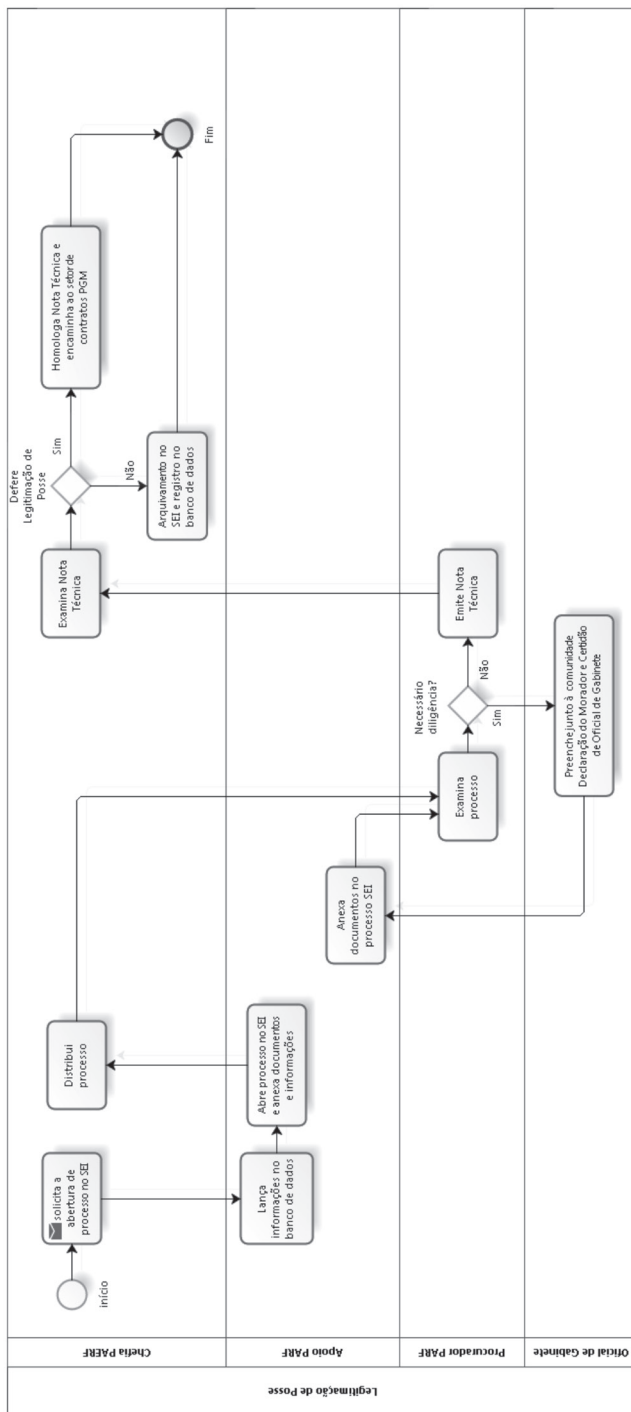 Legitimação de Posse
Chefia PAERF
Apoio PARF
Procurador PARF
Oficial de Gabinete
início
solicita a
abertura de
processo no SEI
Lança
informações no
banco de dados
Abre processo no SEI
e anexa documentos
e informações
Distribui
processo
Anexa
documentos no
processo SEI
Examina
processo
Necessário
diligência?
Sim
Não
Preenche junto à comunidade
Declaração do Morador e Certidão
de Oficial de Gabinete
Emite Nota
Técnica
Examina Nota
Técnica
Defere
Legitimação de
Posse
Sim
Não
Arquivamento no
SEI e registro no
banco de dados
Homologa Nota Técnica e
encaminha ao setor de
contratos PGM
Fim